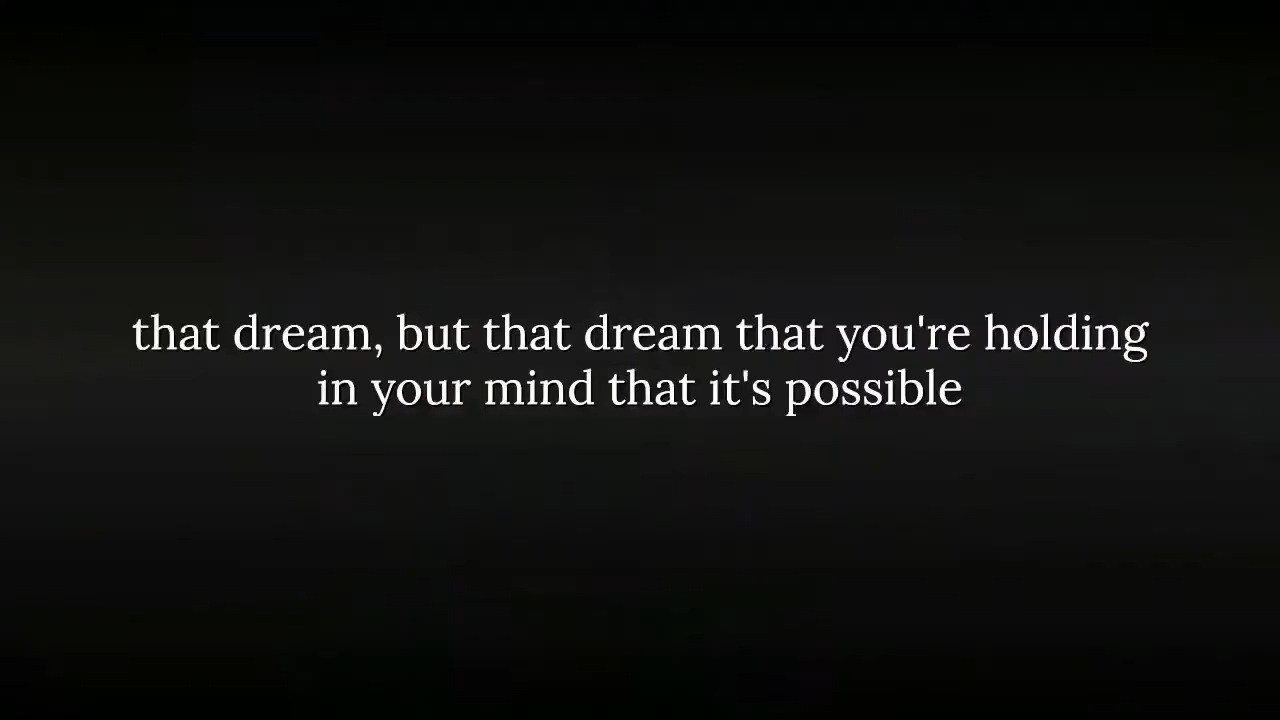 that dream, but that dream that you're holding
in your mind that it's possible